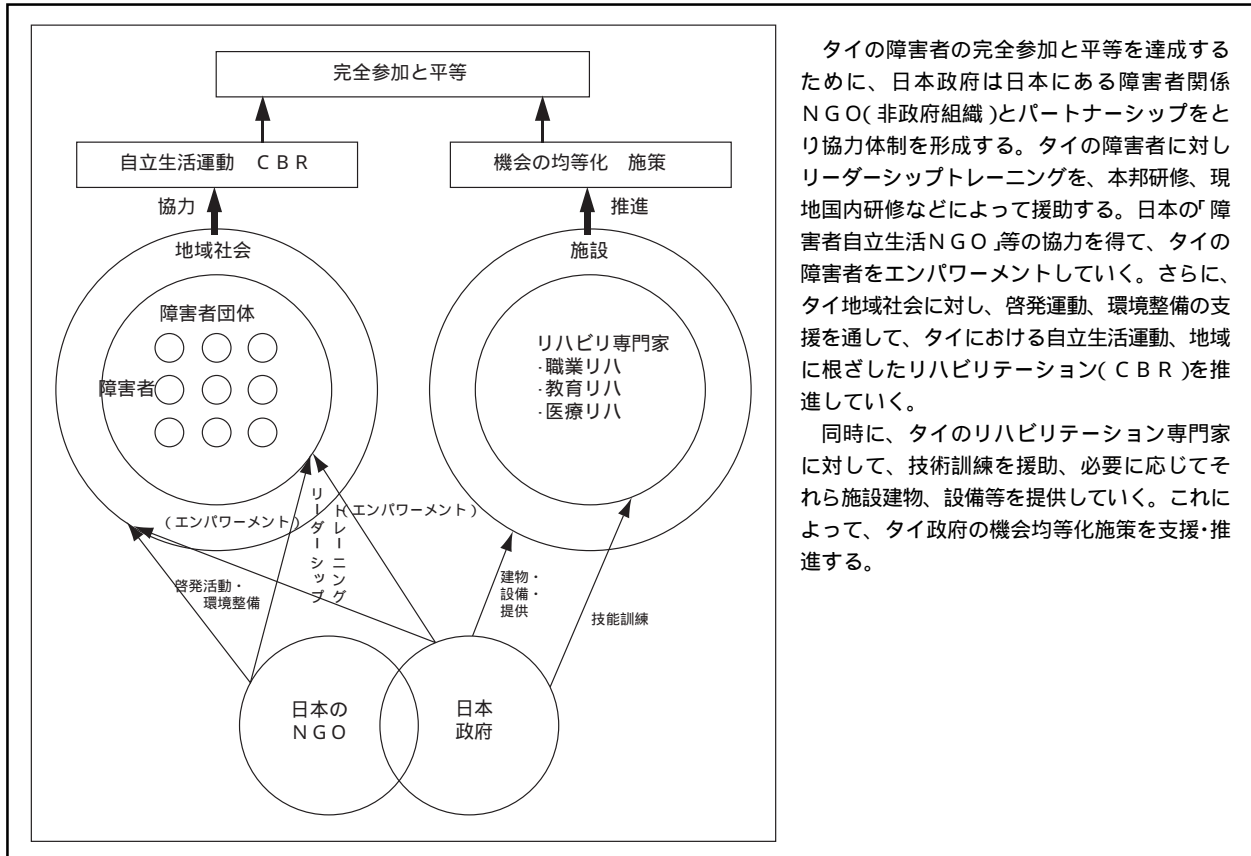 完全参加と平等
自立生活運動　ＣＢＲ
機会の均等化　施策
協力
推進
地域社会
施設
障害者団体
障害者
リハビリ専門家
・職業リハ
・教育リハ
・医療リハ
（エンパワーメント）
リーダーシップ
トレーニング
（エンパワーメント）
啓発活動・
環境整備
建物・
設備・
提供
技能訓練
日本の
ＮＧＯ
日本
政府
タイの障害者の完全参加と平等を達成する
ために、日本政府は日本にある障害者関係
ＮＧＯ(非政府組織)とパートナーシップをと
り協力体制を形成する。タイの障害者に対し
リーダーシップトレーニングを、本邦研修、現
地国内研修などによって援助する。日本の「障
害者自立生活ＮＧＯ」等の協力を得て、タイの
障害者をエンパワーメントしていく。さらに、
タイ地域社会に対し、啓発運動、環境整備の支
援を通して、タイにおける自立生活運動、地域
に根ざしたリハビリテーション(ＣＢＲ)を推
進していく。
同時に、タイのリハビリテーション専門家
に対して、技術訓練を援助、必要に応じてそ
れら施設建物、設備等を提供していく。これに
よって、タイ政府の機会均等化施策を支援・推
進する。